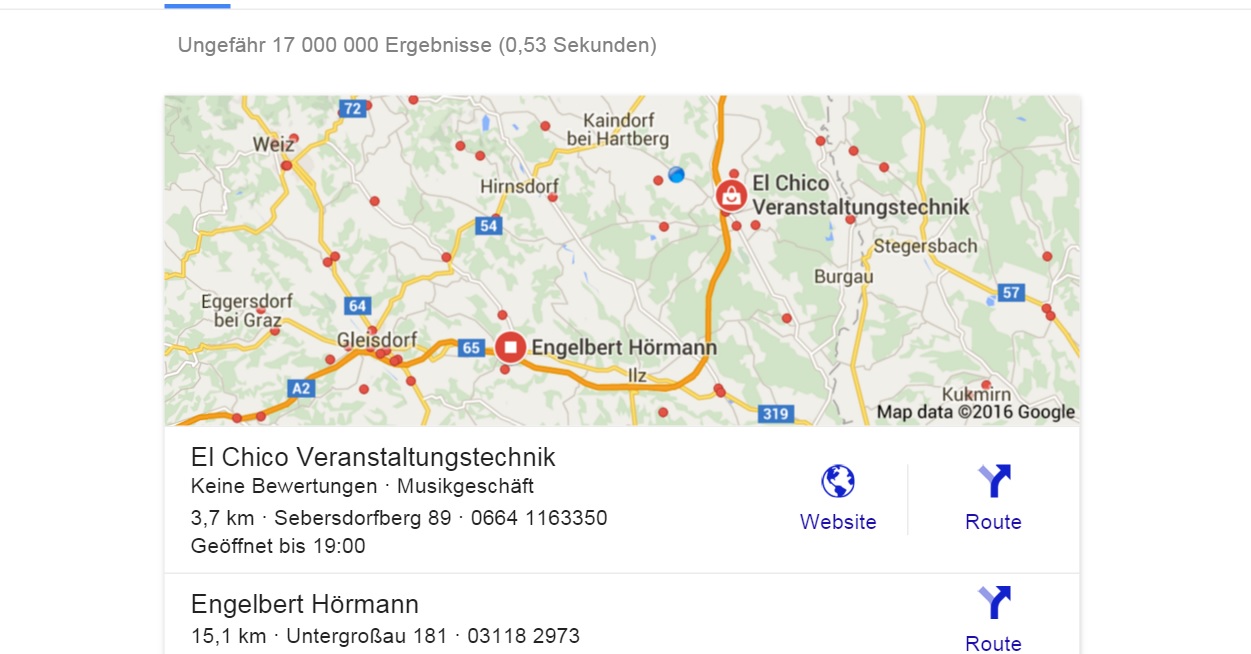 Ungefähr 17 000 000 Ergebnisse (0,53 Sekunden)
72
Kaindorf
bei Hartberg
Weiz
Hirnsdorf
El Chico
Veranstaltungstechnik
54
Stegersbach
Burgau
57
Eggersdorf
bei Graz
64
Gleisdorf
65
Engelbert Hörmann
Ilz
A2
Kukmirn
319
Map data ©2016 Google
El Chico Veranstaltungstechnik
Keine Bewertungen · Musikgeschäft
3,7 km · Sebersdorfberg 89 · 0664 1163350
Geöffnet bis 19:00
Website
Route
Engelbert Hörmann
15,1 km · Untergroßau 181 · 03118 2973
Route